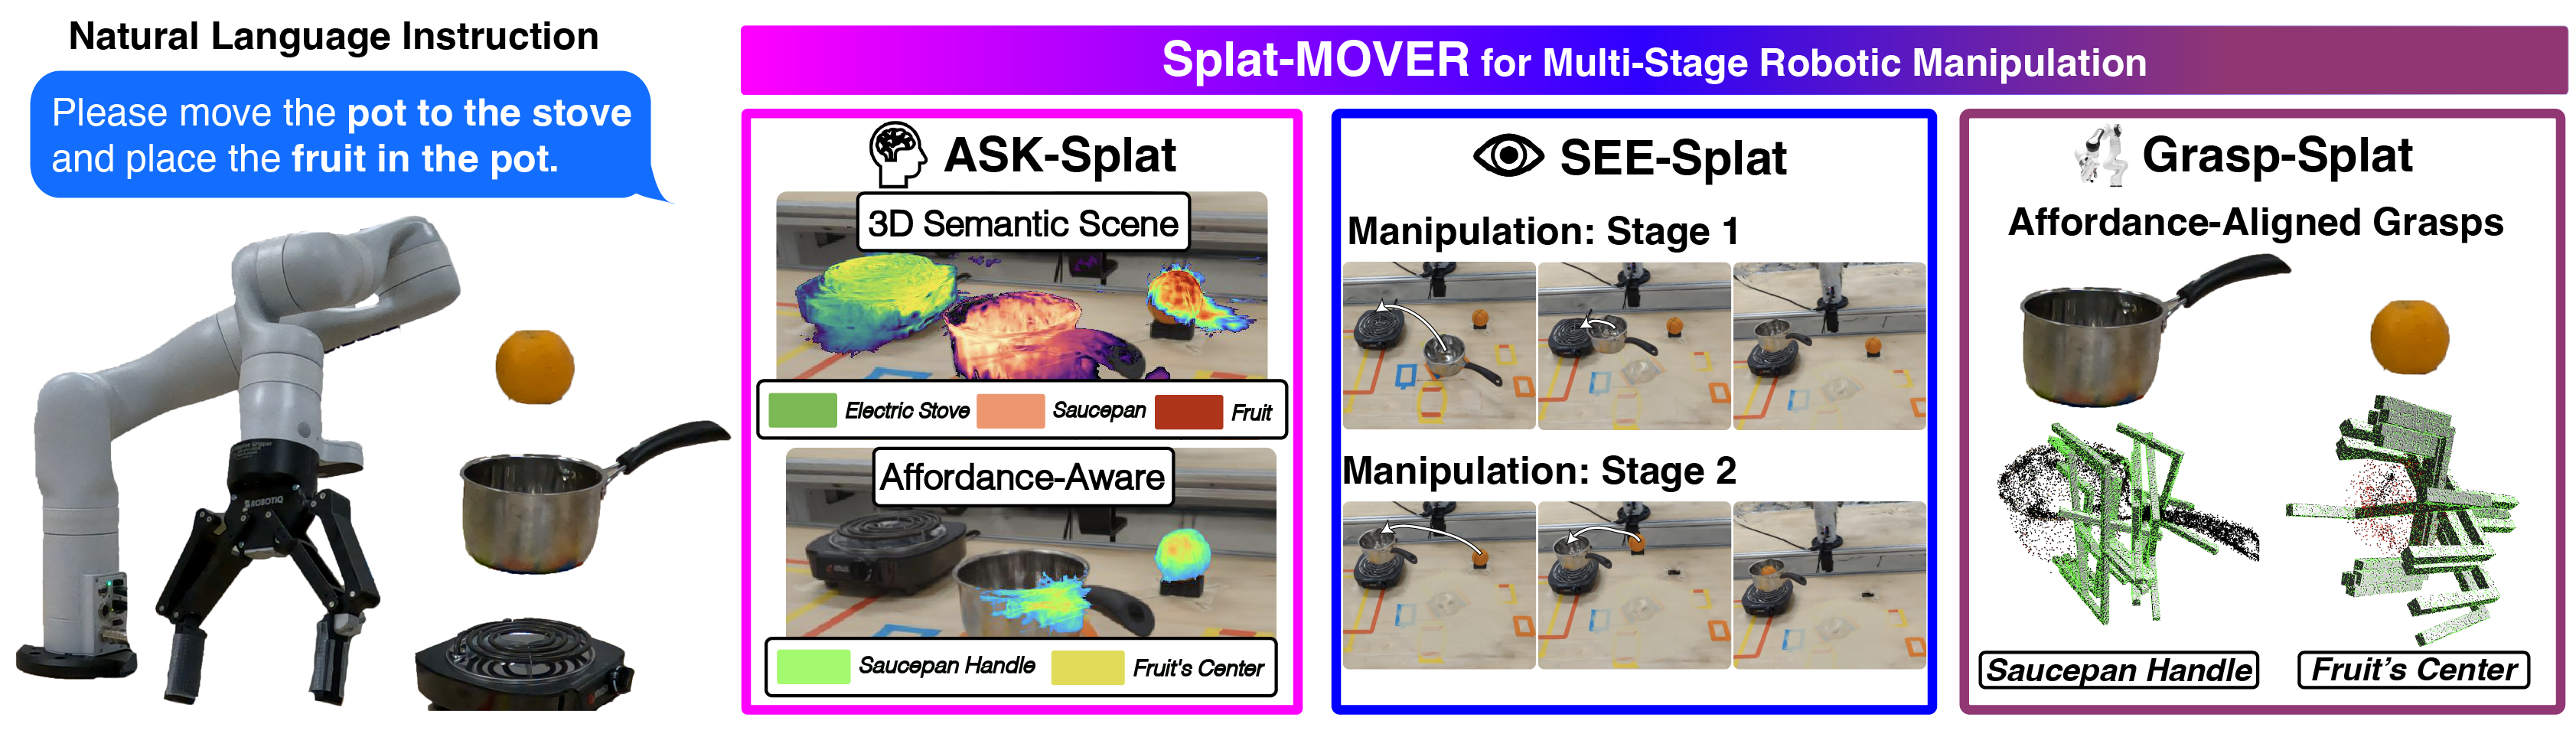 Natural Language Instruction
Please move the pot to the stove
and place the fruit in the pot.
ROBOTIQ
Splat-MOVER for Multi-Stage Robotic Manipulation
ASK-Splat
3D Semantic Scene
Electric Stove
Saucepan
Fruit
Affordance-Aware
Saucepan Handle
Fruit's Center
SEE-Splat
Manipulation: Stage 1
Manipulation: Stage 2
Grasp-Splat
Affordance-Aligned Grasps
Saucepan Handle
Fruit's Center